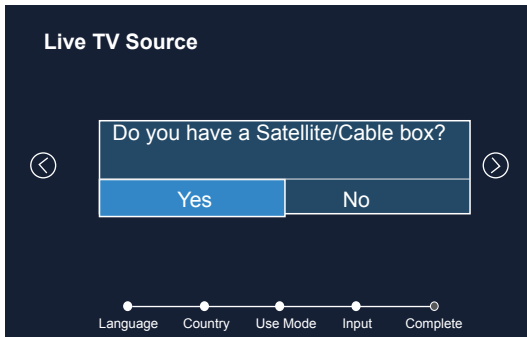 Live TV Source
Do you have a Satellite/Cable box?
Yes No
Language Country Use Mode Input Complete